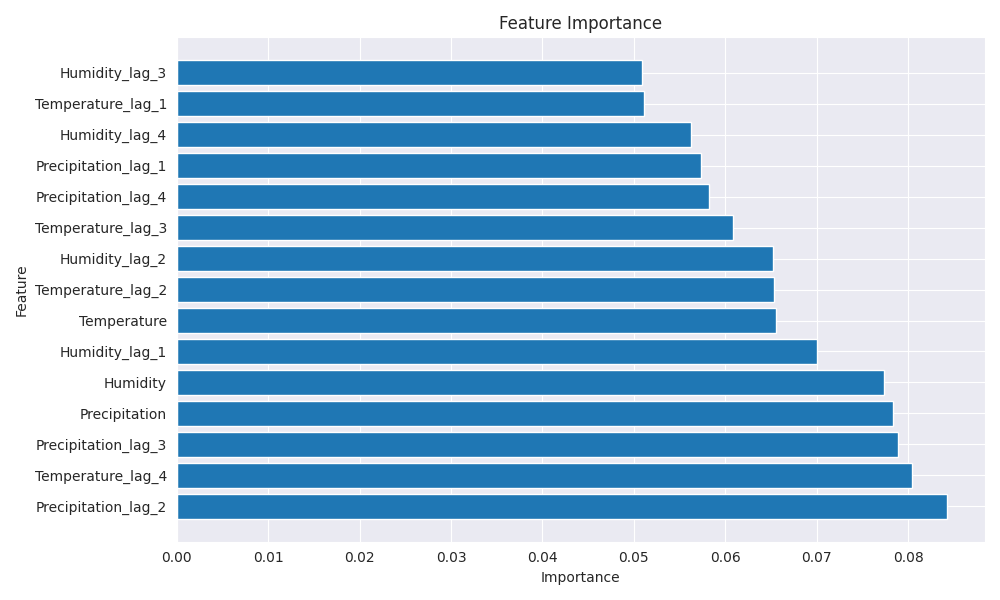 Feature Importance
Humidity_lag_3
Temperature_lag_1
Humidity_lag_4
Precipitation_lag_1
Precipitation_lag_4
Temperature_lag_3
Humidity_lag_2
Temperature_lag_2
Temperature
Humidity_lag_1
Humidity
Precipitation
Precipitation_lag_3
Temperature_lag_4
Precipitation_lag_2
Feature
0.00 0.01 0.02 0.03 0.04 0.05 0.06 0.07 0.08
Importance